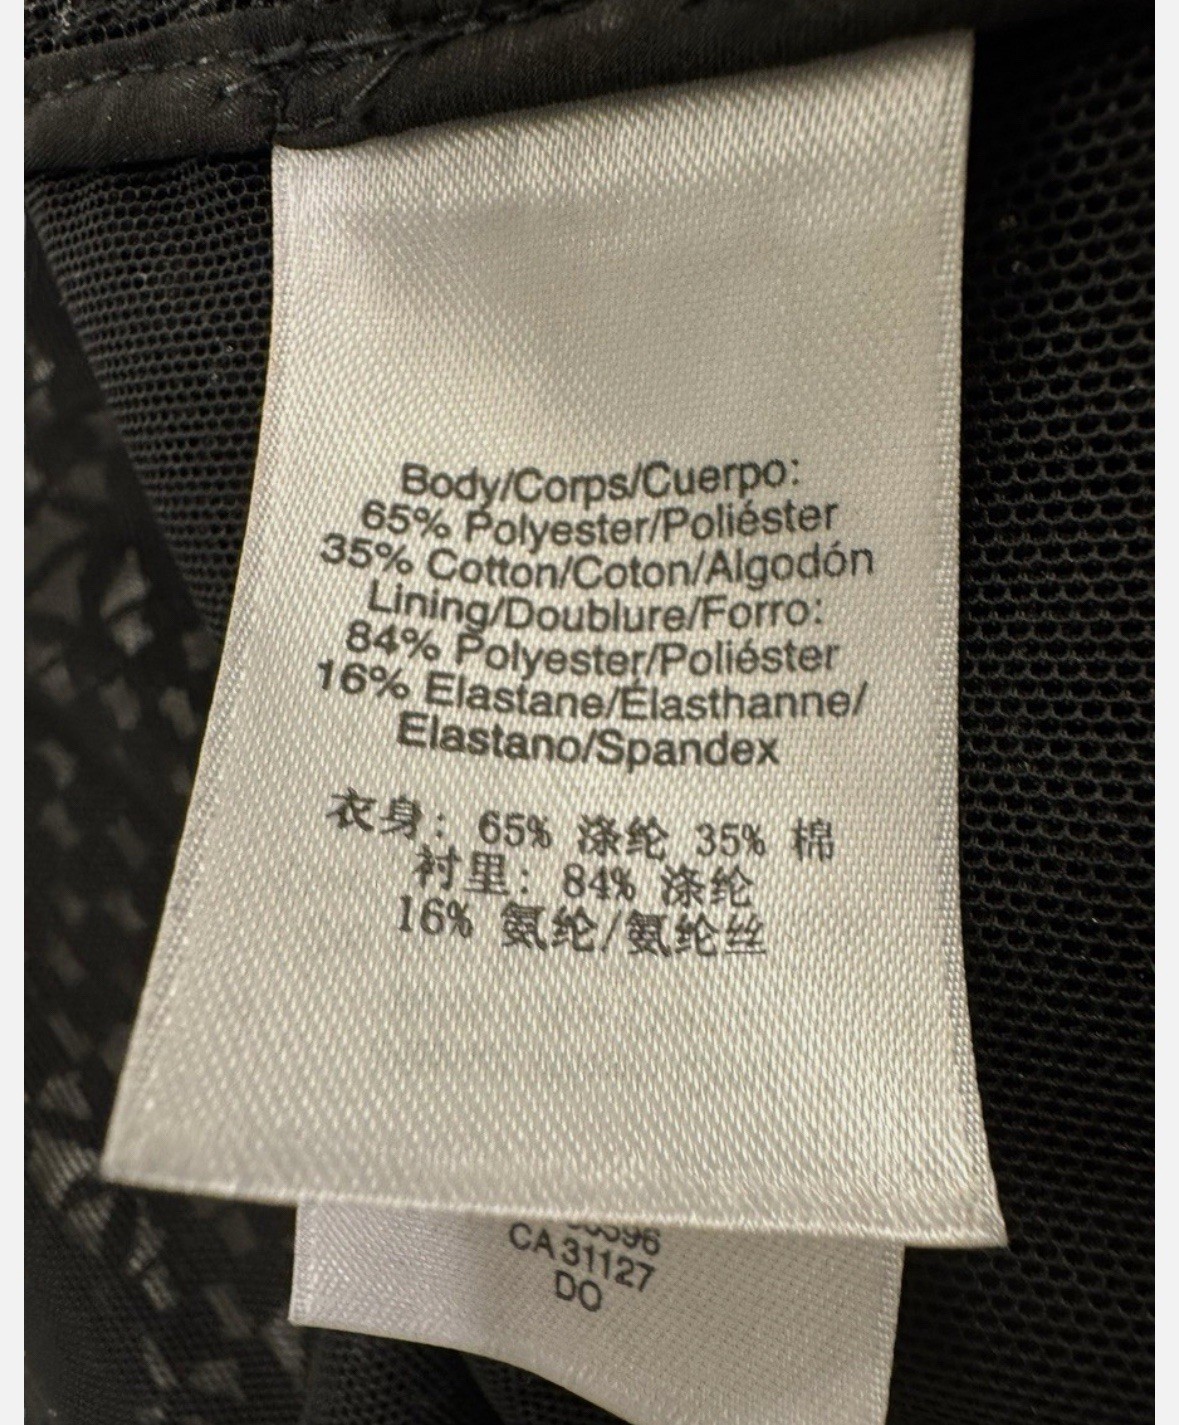 Body/Corps/Cuerpo:
65% Polyester/Poliéster
35% Cotton/Coton/Algodón
Lining/Doublure/Forro:
84% Polyester/Poliéster
16% Elastane/Élasthanne/
Elastano/Spandex
衣身: 65% 涤纶 35% 棉
衬里: 84% 涤纶
16% 氨纶/氨纶丝
CA 31127
DO